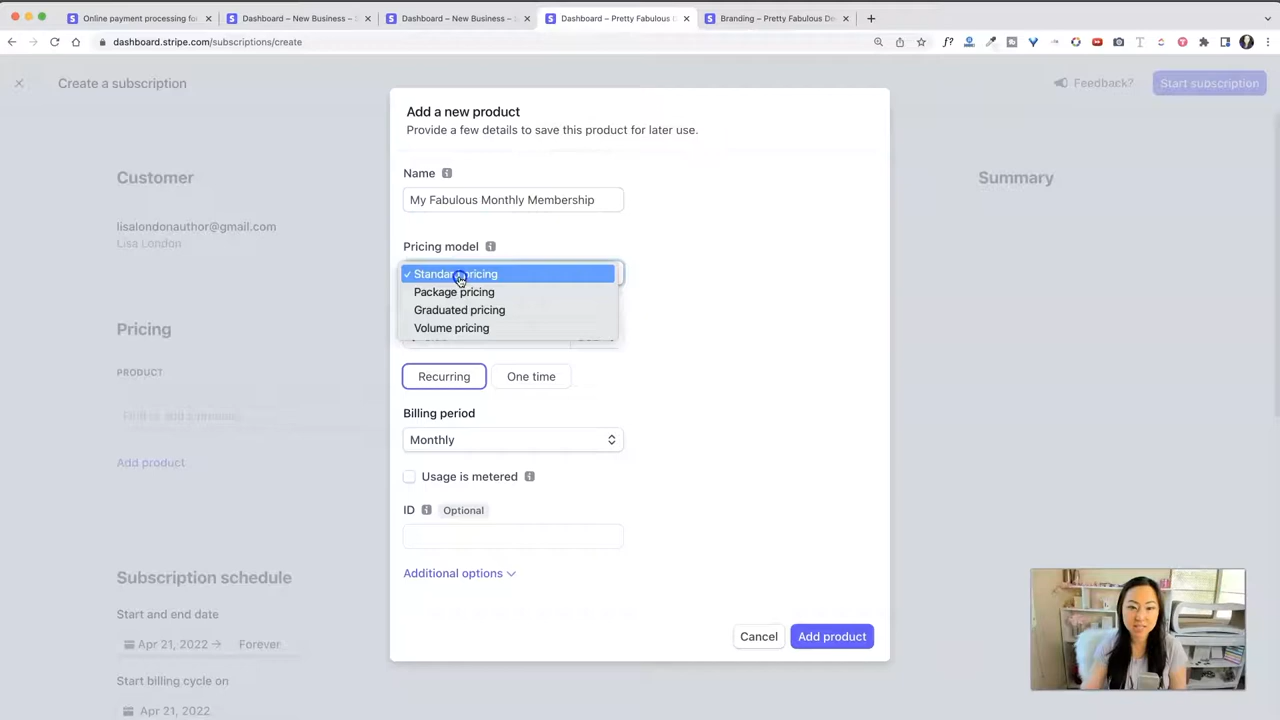 Online payment processing for
Dashboard – New Business – S
Dashboard – New Business – S
Dashboard – Pretty Fabulous D
Branding – Pretty Fabulous De
dashboard.stripe.com/subscriptions/create
Create a subscription
Feedback?
Start subscription
Customer
lisalondonauthor@gmail.com
Lisa London
Pricing
PRODUCT
Find or add a product...
Add product
Subscription schedule
Start and end date
Apr 21, 2022 → Forever
Start billing cycle on
Apr 21, 2022
Summary
Add a new product
Provide a few details to save this product for later use.
Name
My Fabulous Monthly Membership
Pricing model
✓ Standard pricing
Package pricing
Graduated pricing
Volume pricing
Recurring
One time
Billing period
Monthly
Usage is metered
ID Optional
Additional options
Cancel
Add product